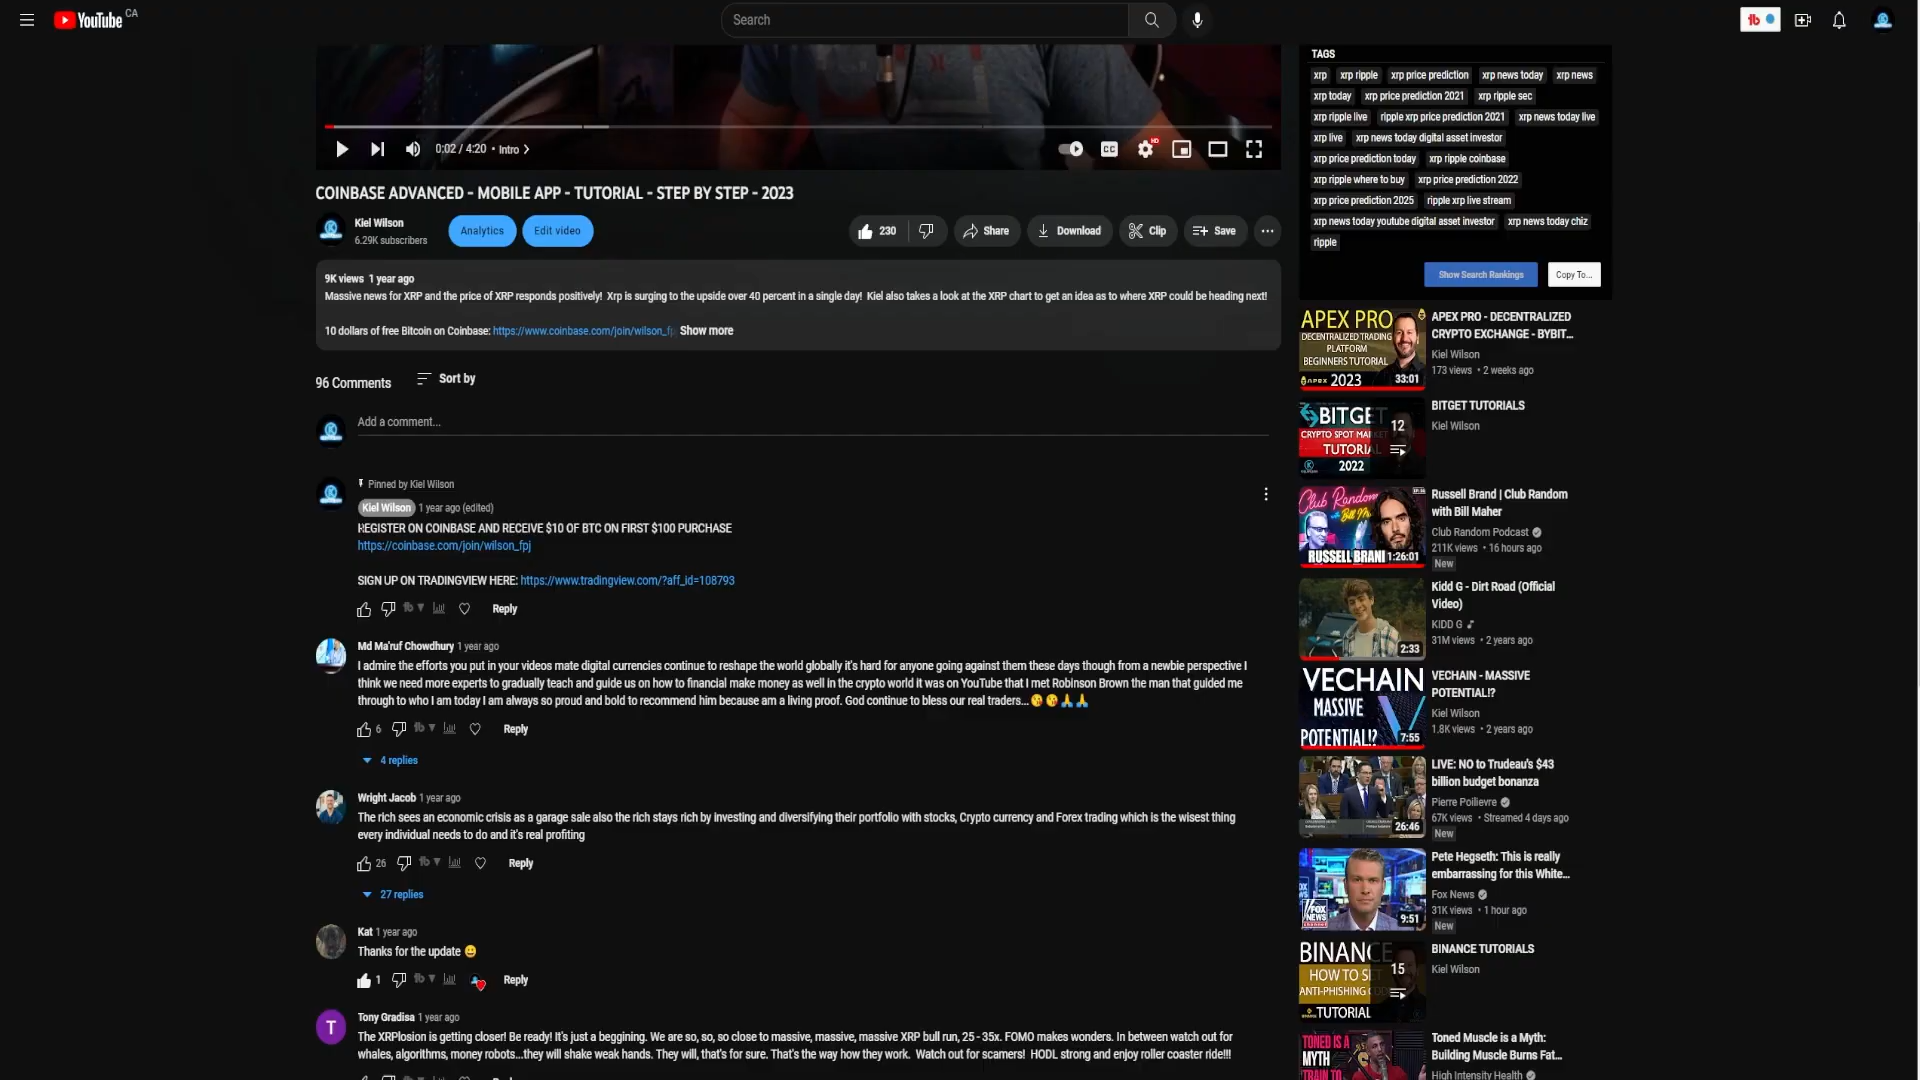 YouTube CA
Search
0:02 / 4:20 • Intro >
CC
HD
COINBASE ADVANCED - MOBILE APP - TUTORIAL - STEP BY STEP - 2023
Kiel Wilson
6.29K subscribers
Analytics
Edit video
230
Share
Download
Clip
Save
9K views 1 year ago
Massive news for XRP and the price of XRP responds positively! Xrp is surging to the upside over 40 percent in a single day! Kiel also takes a look at the XRP chart to get an idea as to where XRP could be heading next!
10 dollars of free Bitcoin on Coinbase: https://www.coinbase.com/join/wilson_f Show more
96 Comments
Sort by
Add a comment...
Pinned by Kiel Wilson
Kiel Wilson 1 year ago (edited)
REGISTER ON COINBASE AND RECEIVE $10 OF BTC ON FIRST $100 PURCHASE
https://coinbase.com/join/wilson_fpj
SIGN UP ON TRADINGVIEW HERE: https://www.tradingview.com/?aff_id=108793
Reply
Md Ma'ruf Chowdhury 1 year ago
I admire the efforts you put in your videos mate digital currencies continue to reshape the world globally it's hard for anyone going against them these days though from a newbie perspective I
think we need more experts to gradually teach and guide us on how to financial make money as well in the crypto world it was on YouTube that I met Robinson Brown the man that guided me
through to who I am today I am always so proud and bold to recommend him because am a living proof. God continue to bless our real traders... 😘😘🙏🙏
6 Reply
4 replies
Wright Jacob 1 year ago
The rich sees an economic crisis as a garage sale also the rich stays rich by investing and diversifying their portfolio with stocks, Crypto currency and Forex trading which is the wisest thing
every individual needs to do and it's real profiting
26 Reply
27 replies
Kat 1 year ago
Thanks for the update 😀
1 Reply
T
Tony Gradisa 1 year ago
The XRPlosion is getting closer! Be ready! It's just a beggining. We are so, so, so close to massive, massive, massive XRP bull run, 25 - 35x. FOMO makes wonders. In between watch out for
whales, algorithms, money robots...they will shake weak hands. They will, that's for sure. That's the way how they work. Watch out for scamers! HODL strong and enjoy roller coaster ride!!!
TAGS
xrp xrp ripple xrp price prediction xrp news today xrp news
xrp today xrp price prediction 2021 xrp ripple sec
xrp ripple live ripple xrp price prediction 2021 xrp news today live
xrp live xrp news today digital asset investor
xrp price prediction today xrp ripple coinbase
xrp ripple where to buy xrp price prediction 2022
xrp price prediction 2025 ripple xrp live stream
xrp news today youtube digital asset investor xrp news today chiz
ripple
Show Search Rankings
Copy To...
APEX PRO
DECENTRALIZED TRADING
PLATFORM
BEGINNERS TUTORIAL
APEX 2023
33:01
APEX PRO - DECENTRALIZED
CRYPTO EXCHANGE - BYBIT...
Kiel Wilson
173 views • 2 weeks ago
BITGET
CRYPTO SPOT MA
TUTORIA
2022
12
BITGET TUTORIALS
Kiel Wilson
Club Random
RUSSELL BRAN
1:26:01
Russell Brand | Club Random
with Bill Maher
Club Random Podcast
211K views • 16 hours ago
New
2:33
Kidd G - Dirt Road (Official
Video)
KIDD G
31M views • 2 years ago
VECHAIN
MASSIVE
POTENTIAL!?
7:55
VECHAIN - MASSIVE
POTENTIAL!?
Kiel Wilson
1.8K views • 2 years ago
26:46
LIVE: NO to Trudeau's $43
billion budget bonanza
Pierre Poilievre
67K views • Streamed 4 days ago
New
FOX
NEWS
9:51
Pete Hegseth: This is really
embarrassing for this White...
Fox News
31K views • 1 hour ago
New
BINANCE
HOW TO SE
ANTI-PHISHING COD
TUTORIAL
15
BINANCE TUTORIALS
Kiel Wilson
TONED IS A
MYTH
TRAIN TO
Toned Muscle is a Myth:
Building Muscle Burns Fat...
High Intensity Health